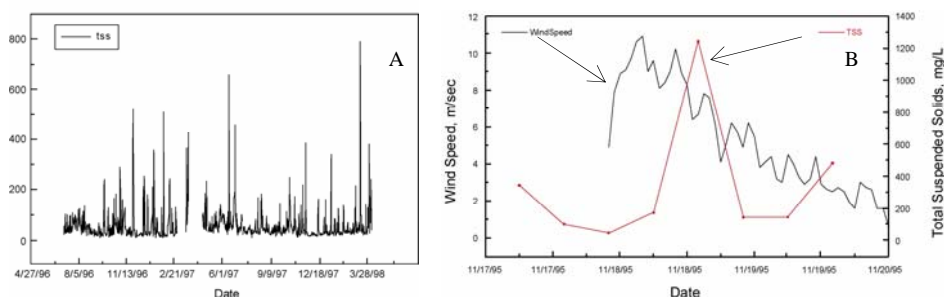 tss
A
800
600
400
200
0
4/27/96 8/5/96 11/13/96 2/21/97 6/1/97 9/9/97 12/18/97 3/28/98
Date
WindSpeed
TSS
B
Wind Speed, m/sec
12
10
8
6
4
2
0
Total Suspended Solids, mg/L
1400
1200
1000
800
600
400
200
0
11/17/95 11/17/95 11/18/95 11/18/95 11/19/95 11/19/95 11/20/95
Date